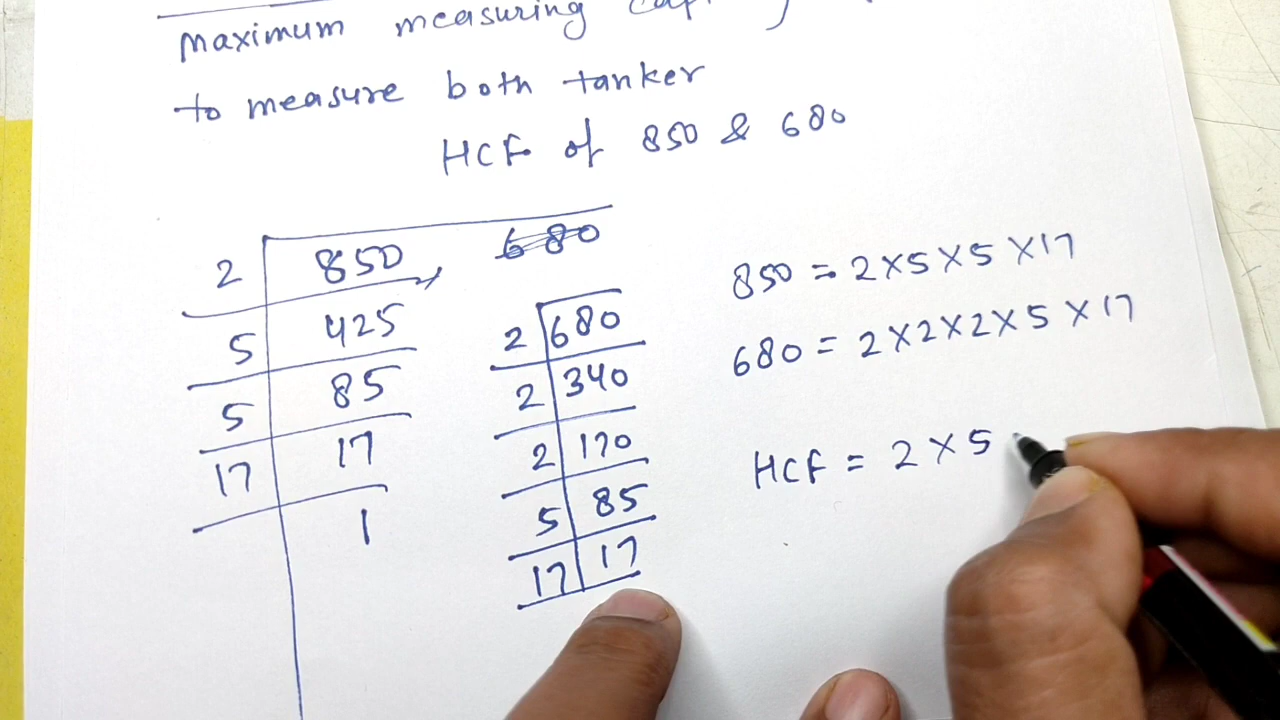 maximum measuring
to measure both tanker
HCF of 850 & 680
2 850 680
5 425
5 85
17 17
1
2 680
2 340
2 170
5 85
17 17
850 = 2×5×5×17
680 = 2×2×2×5×17
HCF = 2×5